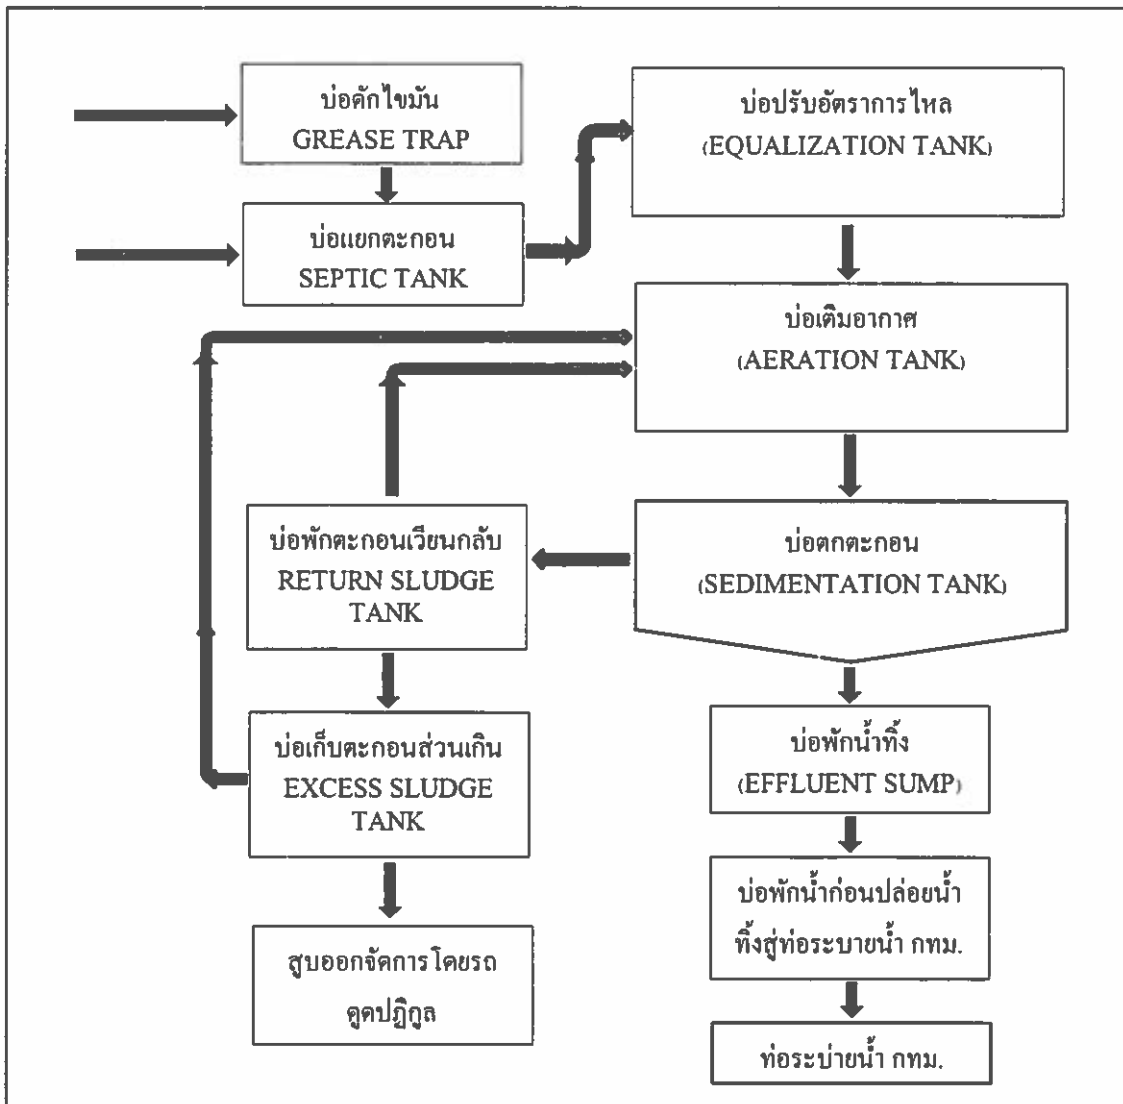 บ่อดักไขมัน
GREASE TRAP
บ่อแยกตะกอน
SEPTIC TANK
บ่อปรับอัตราการไหล
(EQUALIZATION TANK)
บ่อเติมอากาศ
(AERATION TANK)
บ่อตกตะกอน
(SEDIMENTATION TANK)
บ่อพักตะกอนเวียนกลับ
RETURN SLUDGE
TANK
บ่อเก็บตะกอนส่วนเกิน
EXCESS SLUDGE
TANK
สูบออกจัดการโดยรถ
ดูดปฏิกูล
บ่อพักน้ำทิ้ง
(EFFLUENT SUMP)
บ่อพักน้ำก่อนปล่อยน้ำ
ทิ้งสู่ท่อระบายน้ำ กทม.
ท่อระบ่ายน้ำ กทม.